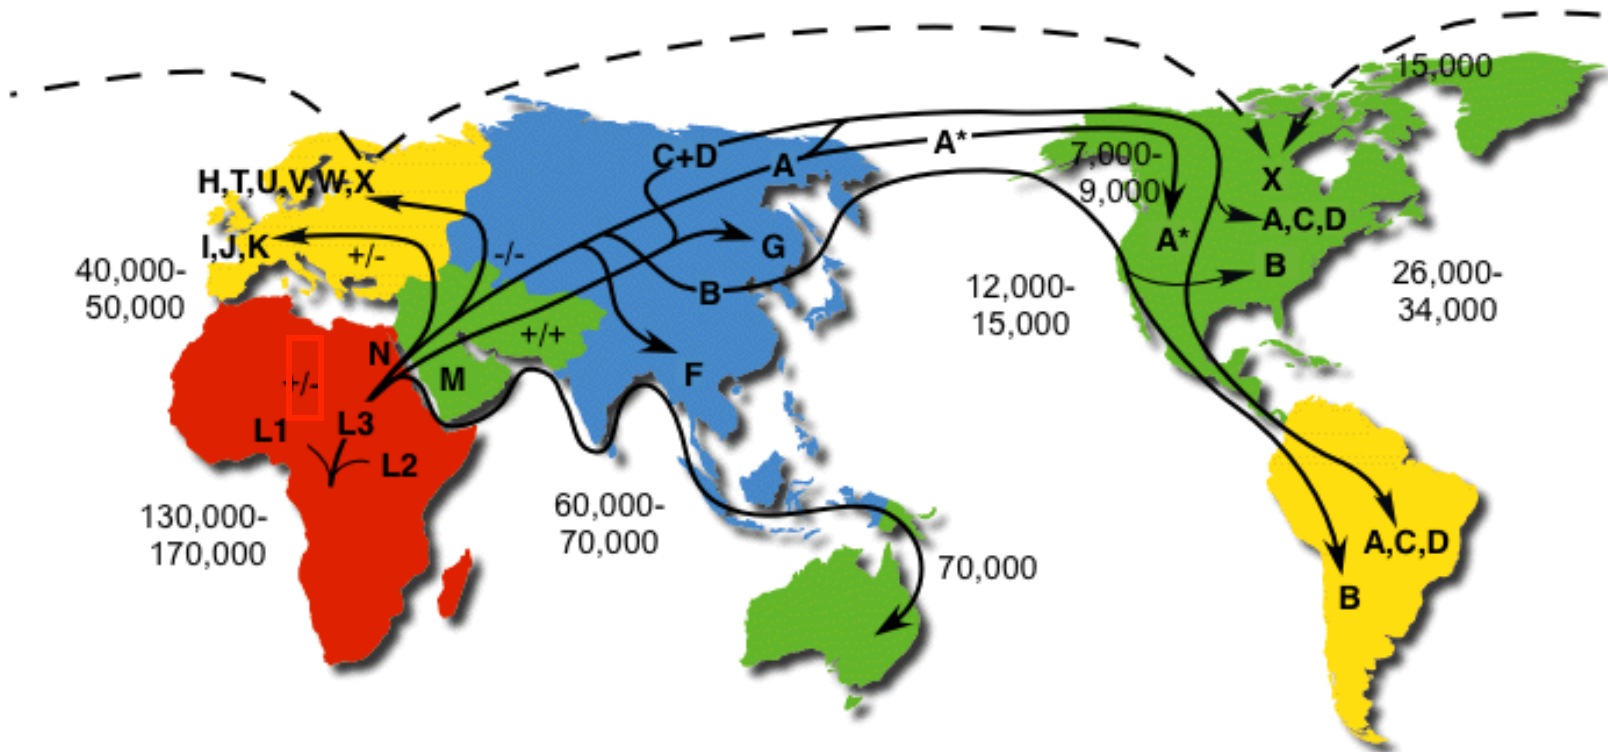 15,000
C+D
A
A*
7,000-
9,000
H,T,U,V,W,X
X
A,C,D
A*
I,J,K
+/-
-/-
G
B
B
40,000-
50,000
12,000-
15,000
26,000-
34,000
N
+/+
M
F
+/-
L1
L3
L2
130,000-
170,000
60,000-
70,000
70,000
A,C,D
B